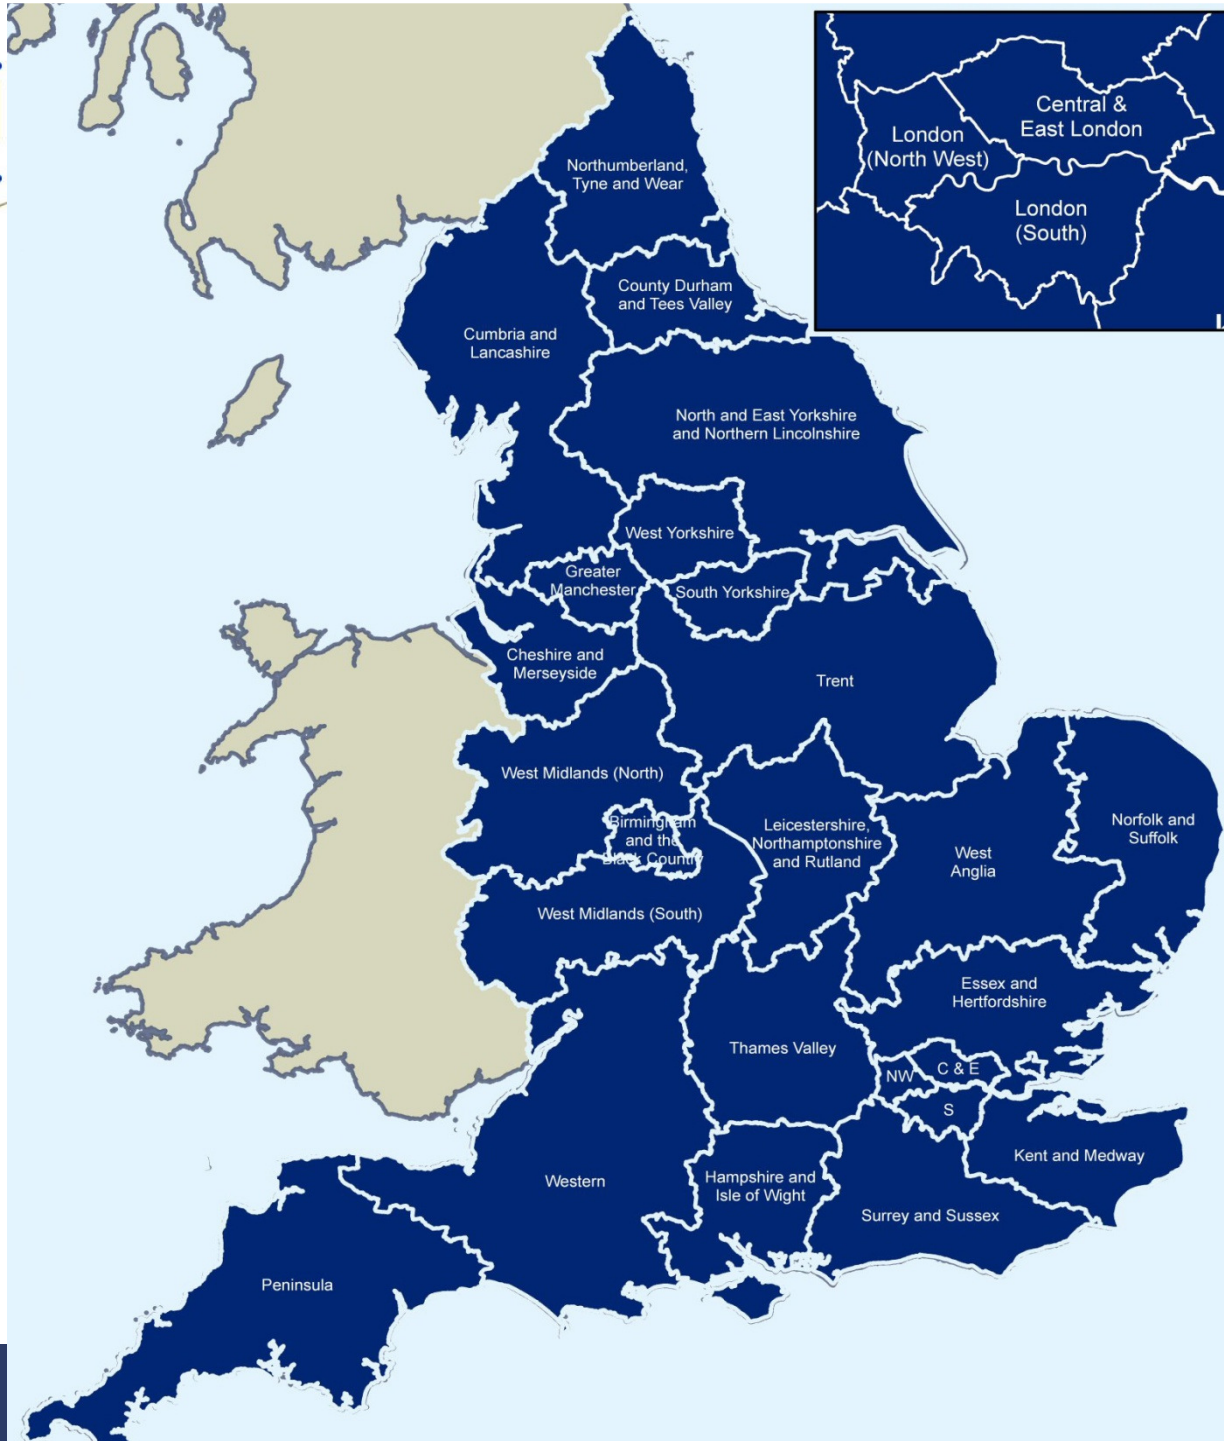 Central &
East London
London
(North West)
London
(South)
Northumberland,
Tyne and Wear
County Durham
and Tees Valley
Cumbria and
Lancashire
North and East Yorkshire
and Northern Lincolnshire
West Yorkshire
Greater
Manchester
South Yorkshire
Cheshire and
Merseyside
Trent
West Midlands (North)
Birmingham
and the
Black Country
Leicestershire,
Northamptonshire
and Rutland
West
Anglia
Norfolk and
Suffolk
West Midlands (South)
Essex and
Hertfordshire
Thames Valley
NW
C & E
S
Kent and Medway
Western
Hampshire and
Isle of Wight
Surrey and Sussex
Peninsula